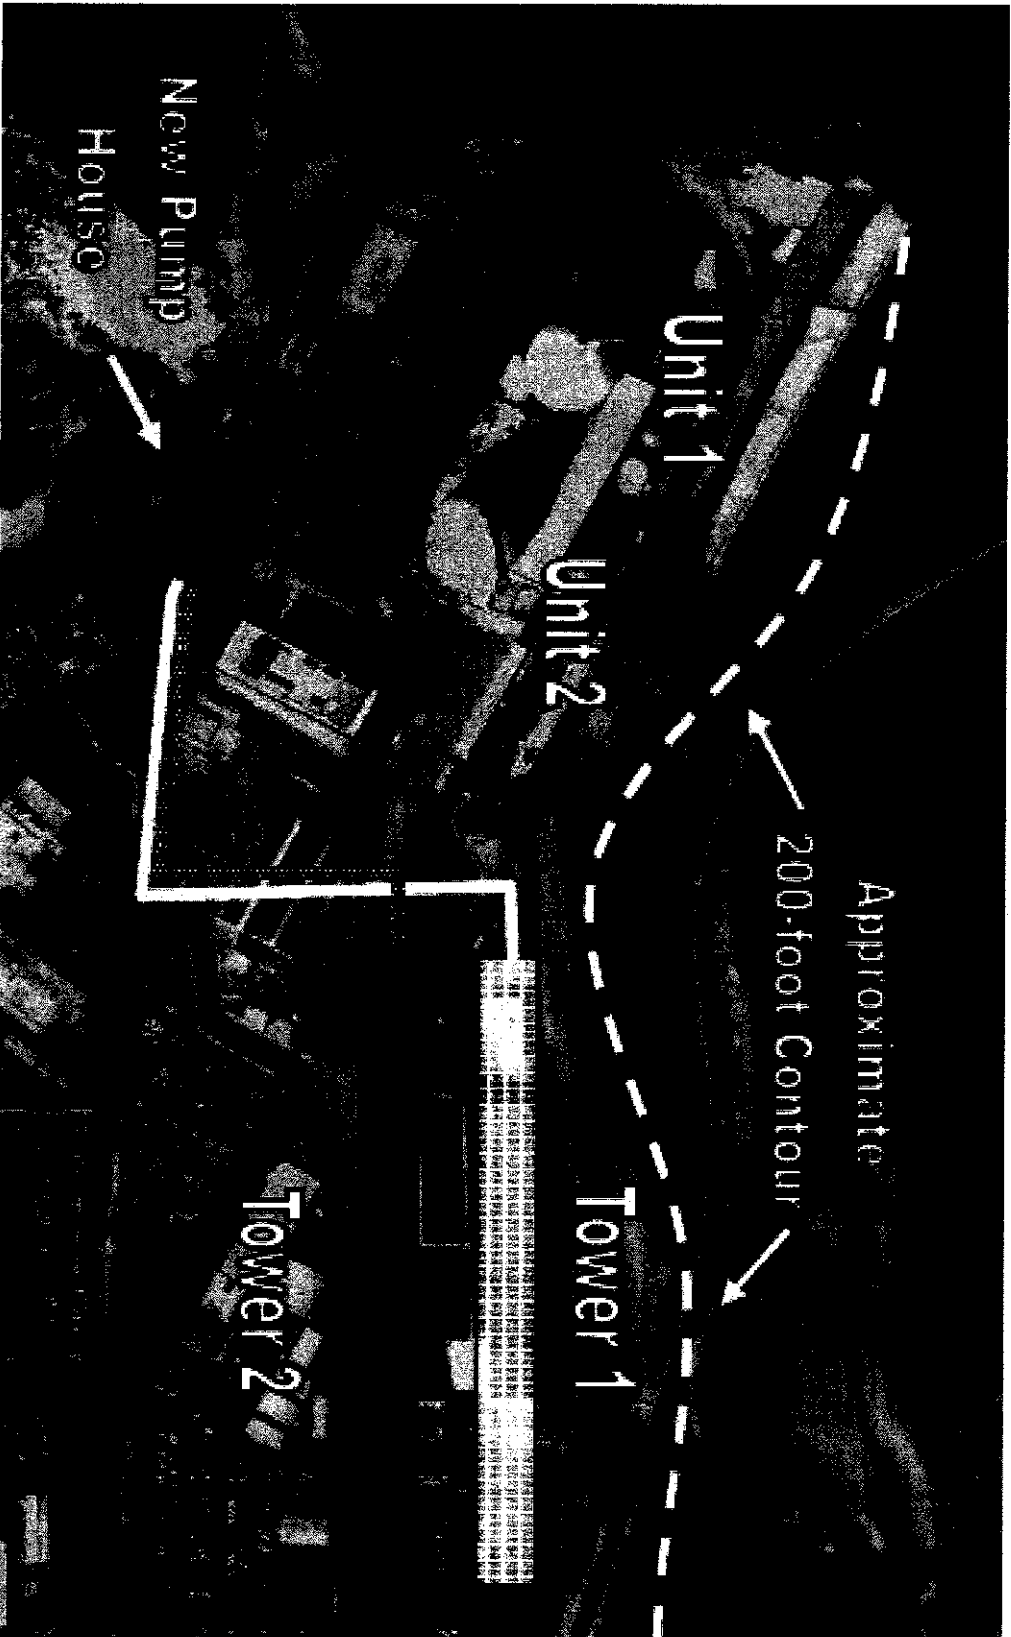 Approximate
200-foot Contour
Unit 1
Unit 2
Tower 1
Tower 2
New Pump
House